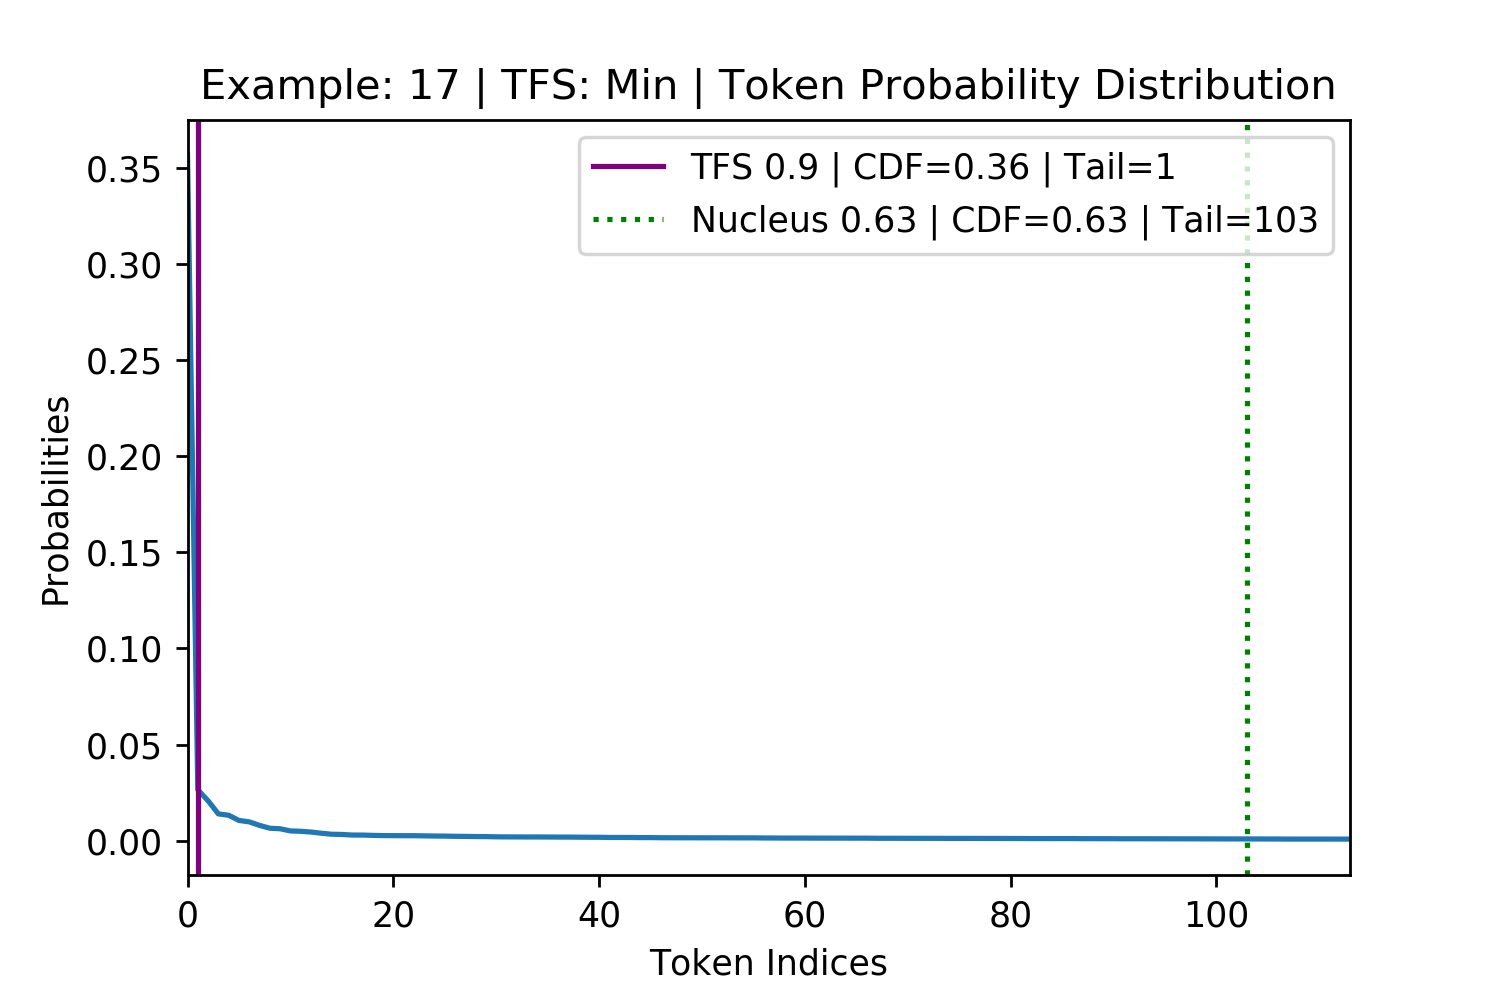 Example: 17 | TFS: Min | Token Probability Distribution
TFS 0.9 | CDF=0.36 | Tail=1
Nucleus 0.63 | CDF=0.63 | Tail=103
Probabilities
0.35
0.30
0.25
0.20
0.15
0.10
0.05
0.00
0 20 40 60 80 100
Token Indices